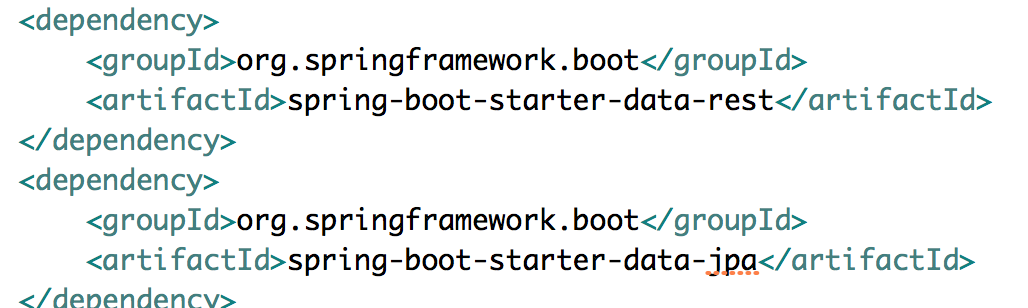 <dependency>
<groupId>org.springframework.boot</groupId>
<artifactId>spring-boot-starter-data-rest</artifactId>
</dependency>
<dependency>
<groupId>org.springframework.boot</groupId>
<artifactId>spring-boot-starter-data-jpa</artifactId>
</dependency>